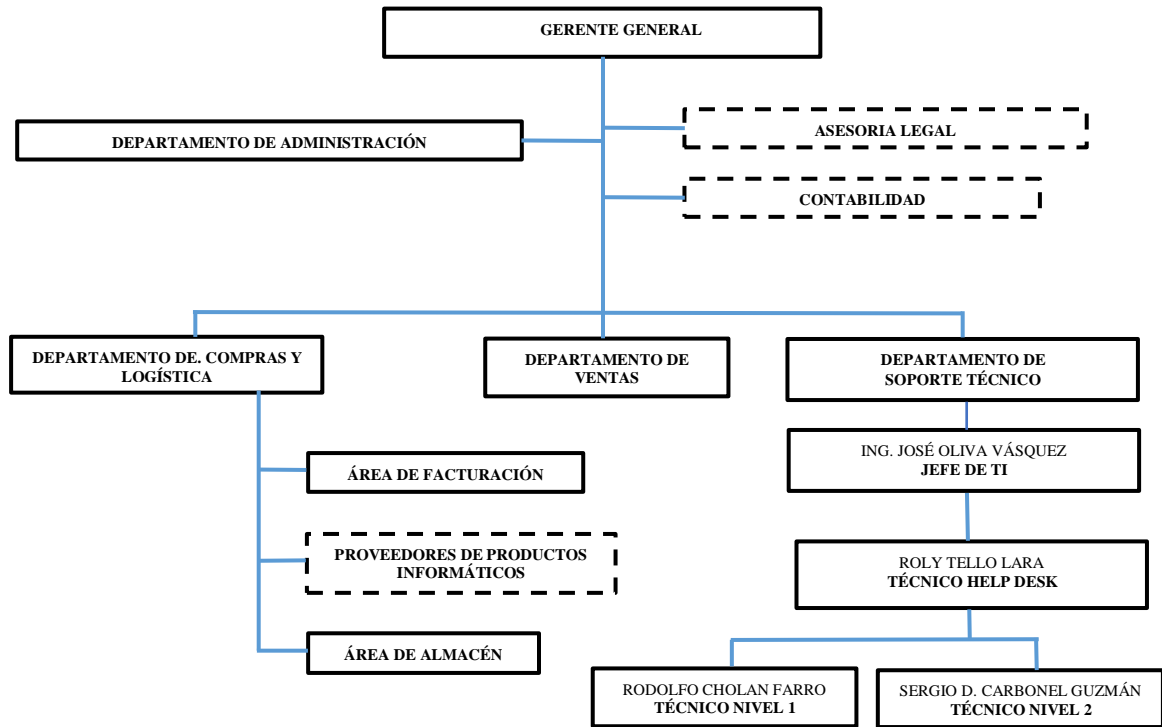 GERENTE GENERAL
ASESORIA LEGAL
DEPARTAMENTO DE ADMINISTRACIÓN
CONTABILIDAD
DEPARTAMENTO DE. COMPRAS Y
LOGÍSTICA
DEPARTAMENTO DE
VENTAS
DEPARTAMENTO DE
SOPORTE TÉCNICO
ING. JOSÉ OLIVA VÁSQUEZ
JEFE DE TI
ÁREA DE FACTURACIÓN
PROVEEDORES DE PRODUCTOS
INFORMÁTICOS
ROLY TELLO LARA
TÉCNICO HELP DESK
ÁREA DE ALMACÉN
RODOLFO CHOLAN FARRO
TÉCNICO NIVEL 1
SERGIO D. CARBONEL GUZMÁN
TÉCNICO NIVEL 2